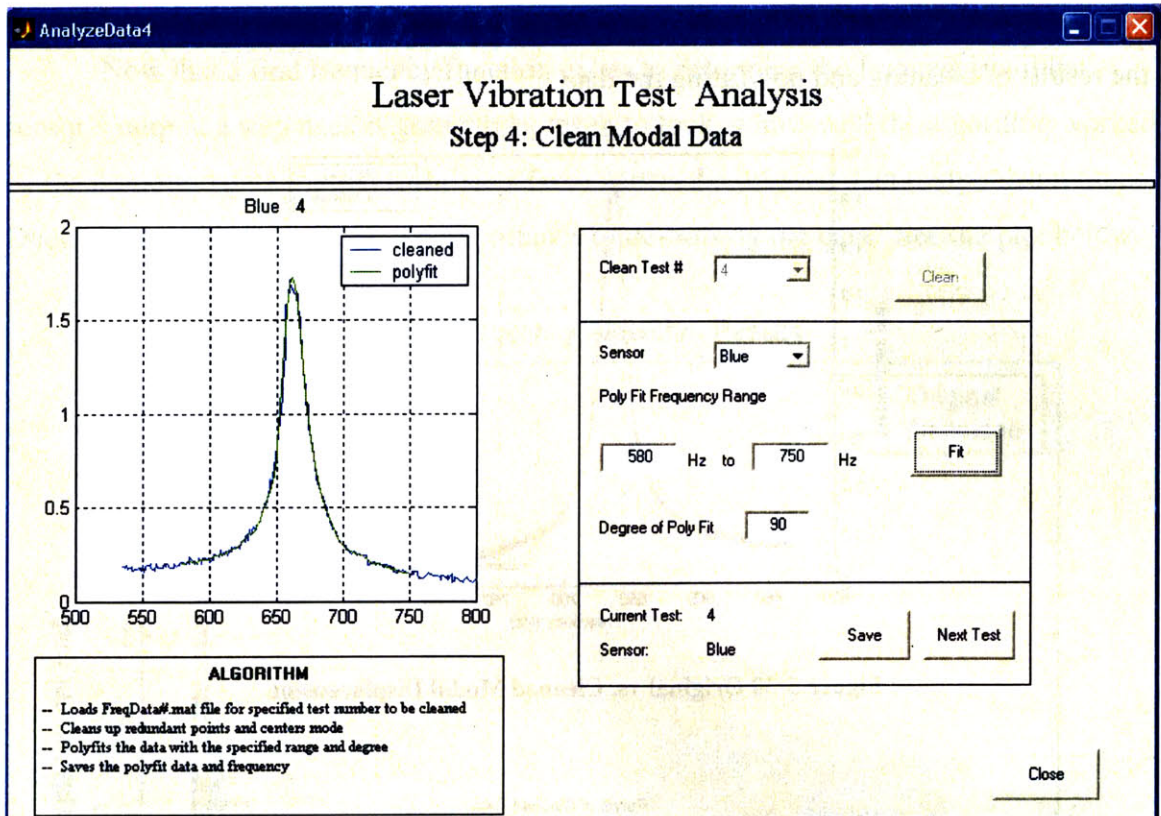 AnalyzeData4
Laser Vibration Test Analysis
Step 4: Clean Modal Data
Blue 4
cleaned
polyfit
2
1.5
1
0.5
0
500 550 600 650 700 750 800
Clean Test # 4 Clean
Sensor Blue
Poly Fit Frequency Range
580 Hz to 750 Hz Fit
Degree of Poly Fit 90
Current Test: 4
Sensor: Blue
Save Next Test
ALGORITHM
-- Loads FreqData#.mat file for specified test number to be cleaned
-- Cleans up redundant points and centers mode
-- Polyfits the data with the specified range and degree
-- Saves the polyfit data and frequency
Close